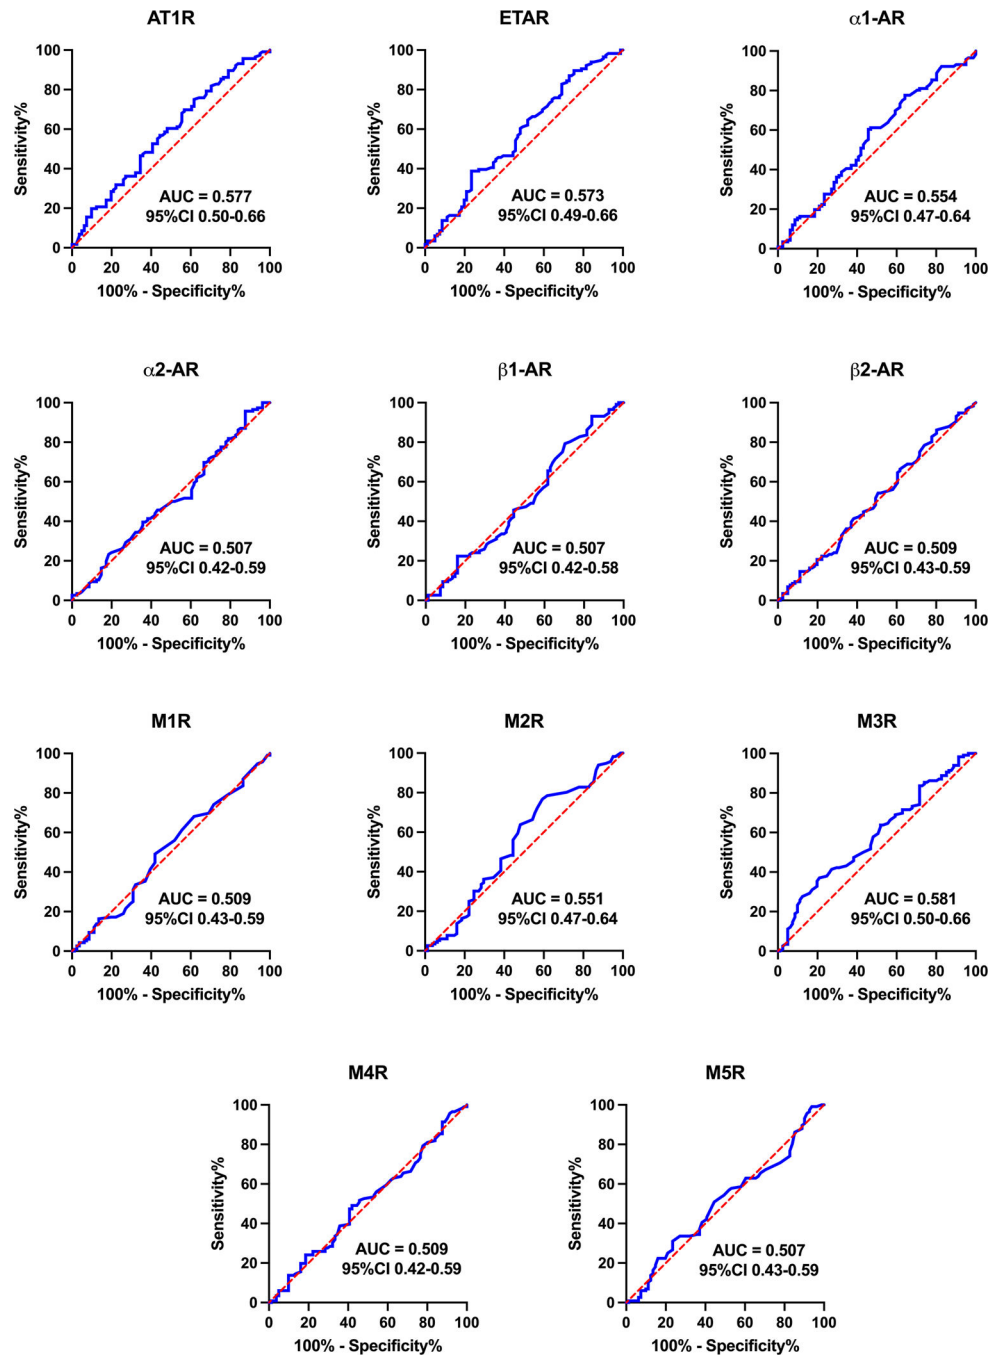 AT1R
Sensitivity%
100
80
60
40
20
0
AUC = 0.577
95%CI 0.50-0.66
0 20 40 60 80 100
100% - Specificity%
ETAR
Sensitivity%
100
80
60
40
20
0
AUC = 0.573
95%CI 0.49-0.66
0 20 40 60 80 100
100% - Specificity%
α1-AR
Sensitivity%
100
80
60
40
20
0
AUC = 0.554
95%CI 0.47-0.64
0 20 40 60 80 100
100% - Specificity%
α2-AR
Sensitivity%
100
80
60
40
20
0
AUC = 0.507
95%CI 0.42-0.59
0 20 40 60 80 100
100% - Specificity%
β1-AR
Sensitivity%
100
80
60
40
20
0
AUC = 0.507
95%CI 0.42-0.58
0 20 40 60 80 100
100% - Specificity%
β2-AR
Sensitivity%
100
80
60
40
20
0
AUC = 0.509
95%CI 0.43-0.59
0 20 40 60 80 100
100% - Specificity%
M1R
Sensitivity%
100
80
60
40
20
0
AUC = 0.509
95%CI 0.43-0.59
0 20 40 60 80 100
100% - Specificity%
M2R
Sensitivity%
100
80
60
40
20
0
AUC = 0.551
95%CI 0.47-0.64
0 20 40 60 80 100
100% - Specificity%
M3R
Sensitivity%
100
80
60
40
20
0
AUC = 0.581
95%CI 0.50-0.66
0 20 40 60 80 100
100% - Specificity%
M4R
Sensitivity%
100
80
60
40
20
0
AUC = 0.509
95%CI 0.42-0.59
0 20 40 60 80 100
100% - Specificity%
M5R
Sensitivity%
100
80
60
40
20
0
AUC = 0.507
95%CI 0.43-0.59
0 20 40 60 80 100
100% - Specificity%